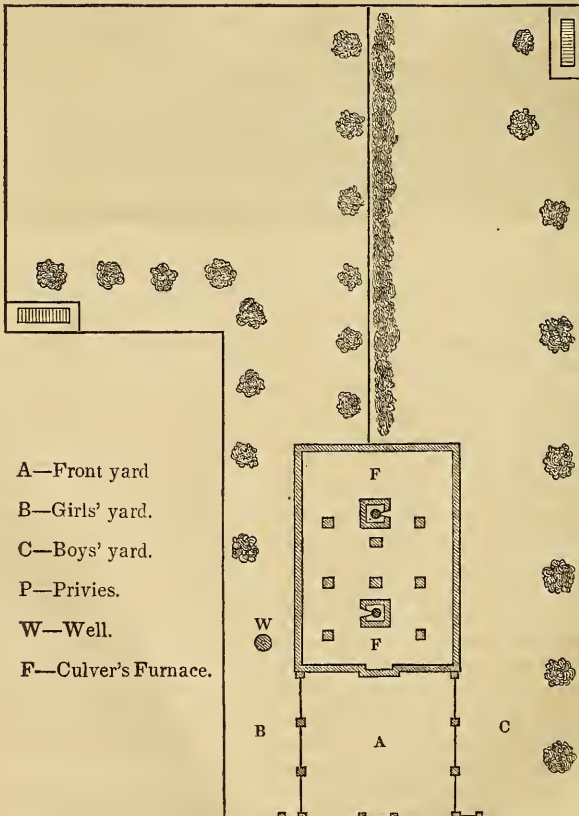 A—Front yard
B—Girls' yard.
C—Boys' yard.
P—Privies.
W—Well.
F—Culver's Furnace.
F
F
W
B
A
C